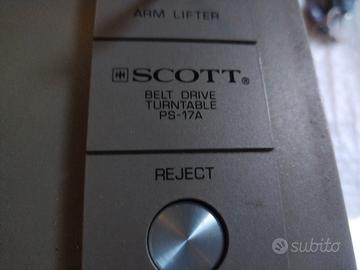 ARM LIFTER
SCOTT®
BELT DRIVE
TURNTABLE
PS-17A
REJECT
subito